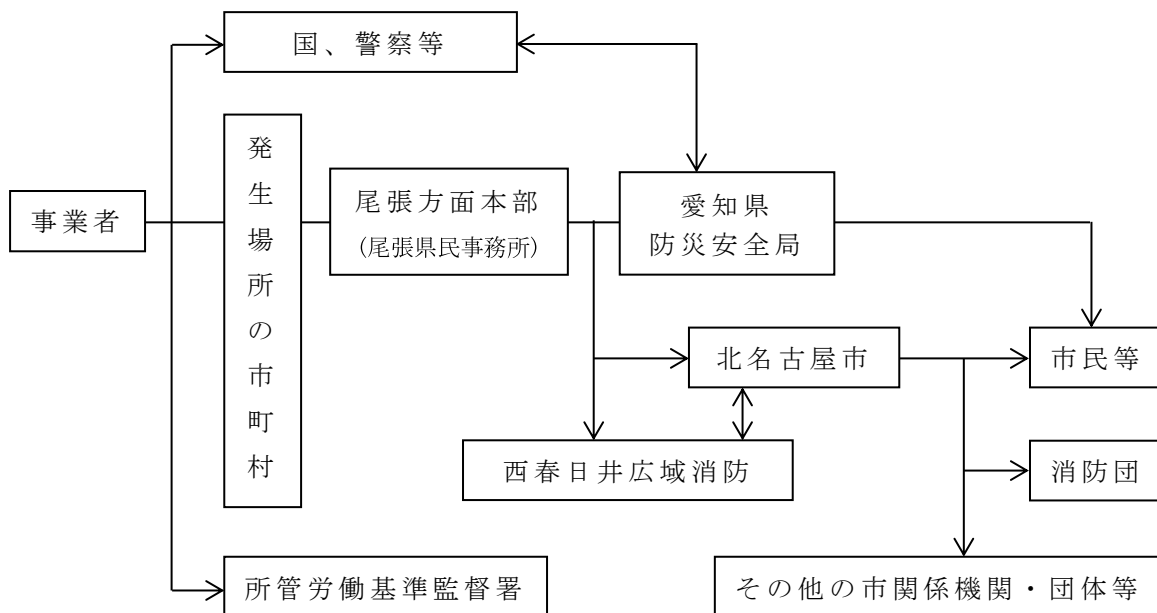 国、警察等
発生場所の市町村
事業者
尾張方面本部
(尾張県民事務所)
愛知県
防災安全局
北名古屋市
市民等
西春日井広域消防
消防団
所管労働基準監督署
その他の市関係機関・団体等